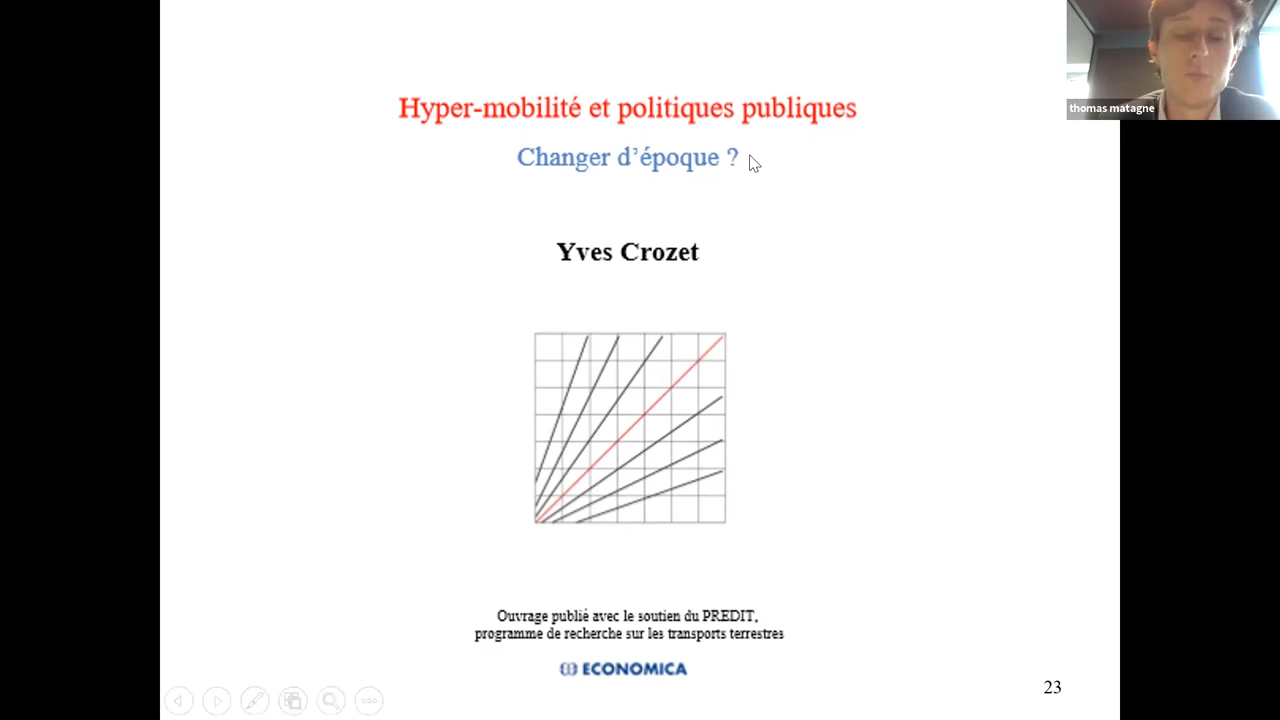 Hyper-mobilité et politiques publiques
Changer d’époque ?
thomas matagne
Yves Crozet
Ouvrage publié avec le soutien du PREDIT,
programme de recherche sur les transports terrestres
ECONOMICA
23